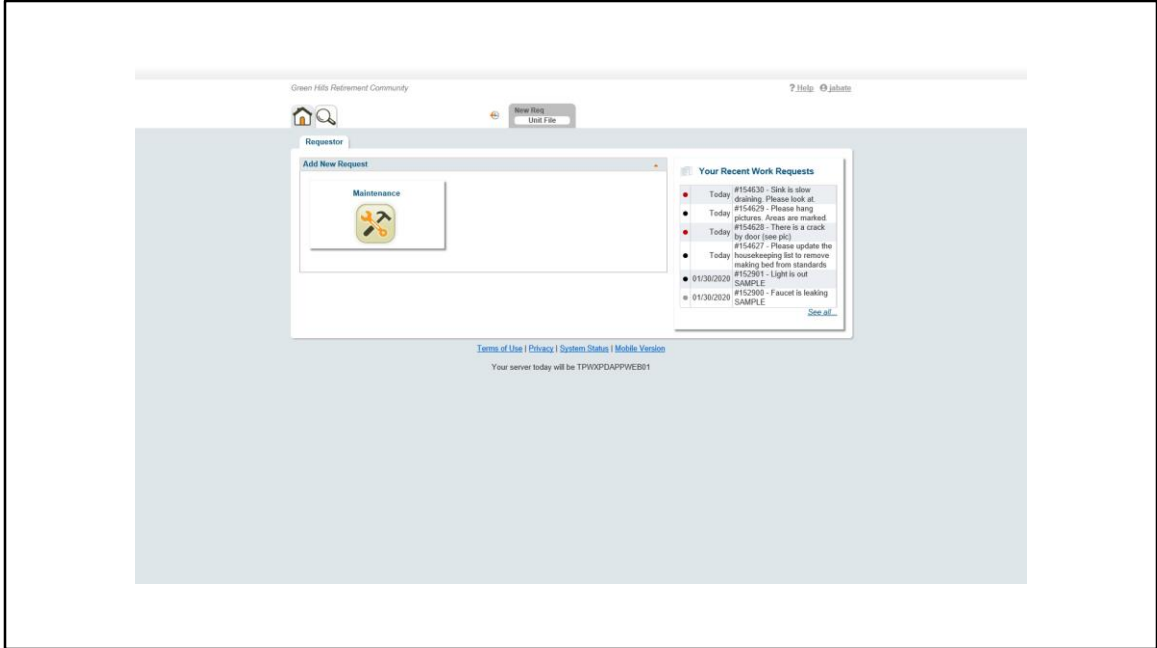 Green Hills Retirement Community
? Help jabate
New Req
Unit File
Requestor
Add New Request
Maintenance
Your Recent Work Requests
Today #154630 - Sink is slow
draining. Please look at.
Today #154629 - Please hang
pictures. Areas are marked.
Today #154628 - There is a crack
by door (see pic)
#154627 - Please update the
Today housekeeping list to remove
making bed from standards
01/30/2020 #152901 - Light is out
SAMPLE
01/30/2020 #152900 - Faucet is leaking
SAMPLE
See all...
Terms of Use | Privacy | System Status | Mobile Version
Your server today will be TPWXPDAPPWEB01